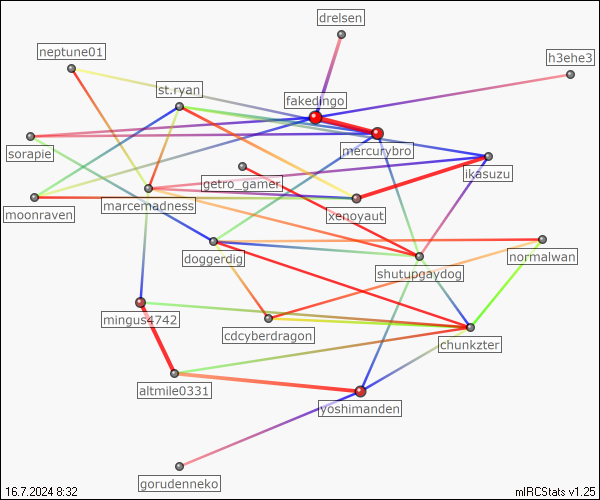 drelsen
neptune01
h3ehe3
st.ryan
fakedingo
mercurybro
sorapie
ikasuzu
getro_gamer
marcemadness
moonraven
xenoyaut
doggerdig
normalwan
shutupgaydog
mingus4742
cdcyberdragon
chunkzter
altmile0331
yoshimanden
gorudenneko
16.7.2024 8:32
mIRCStats v1.25